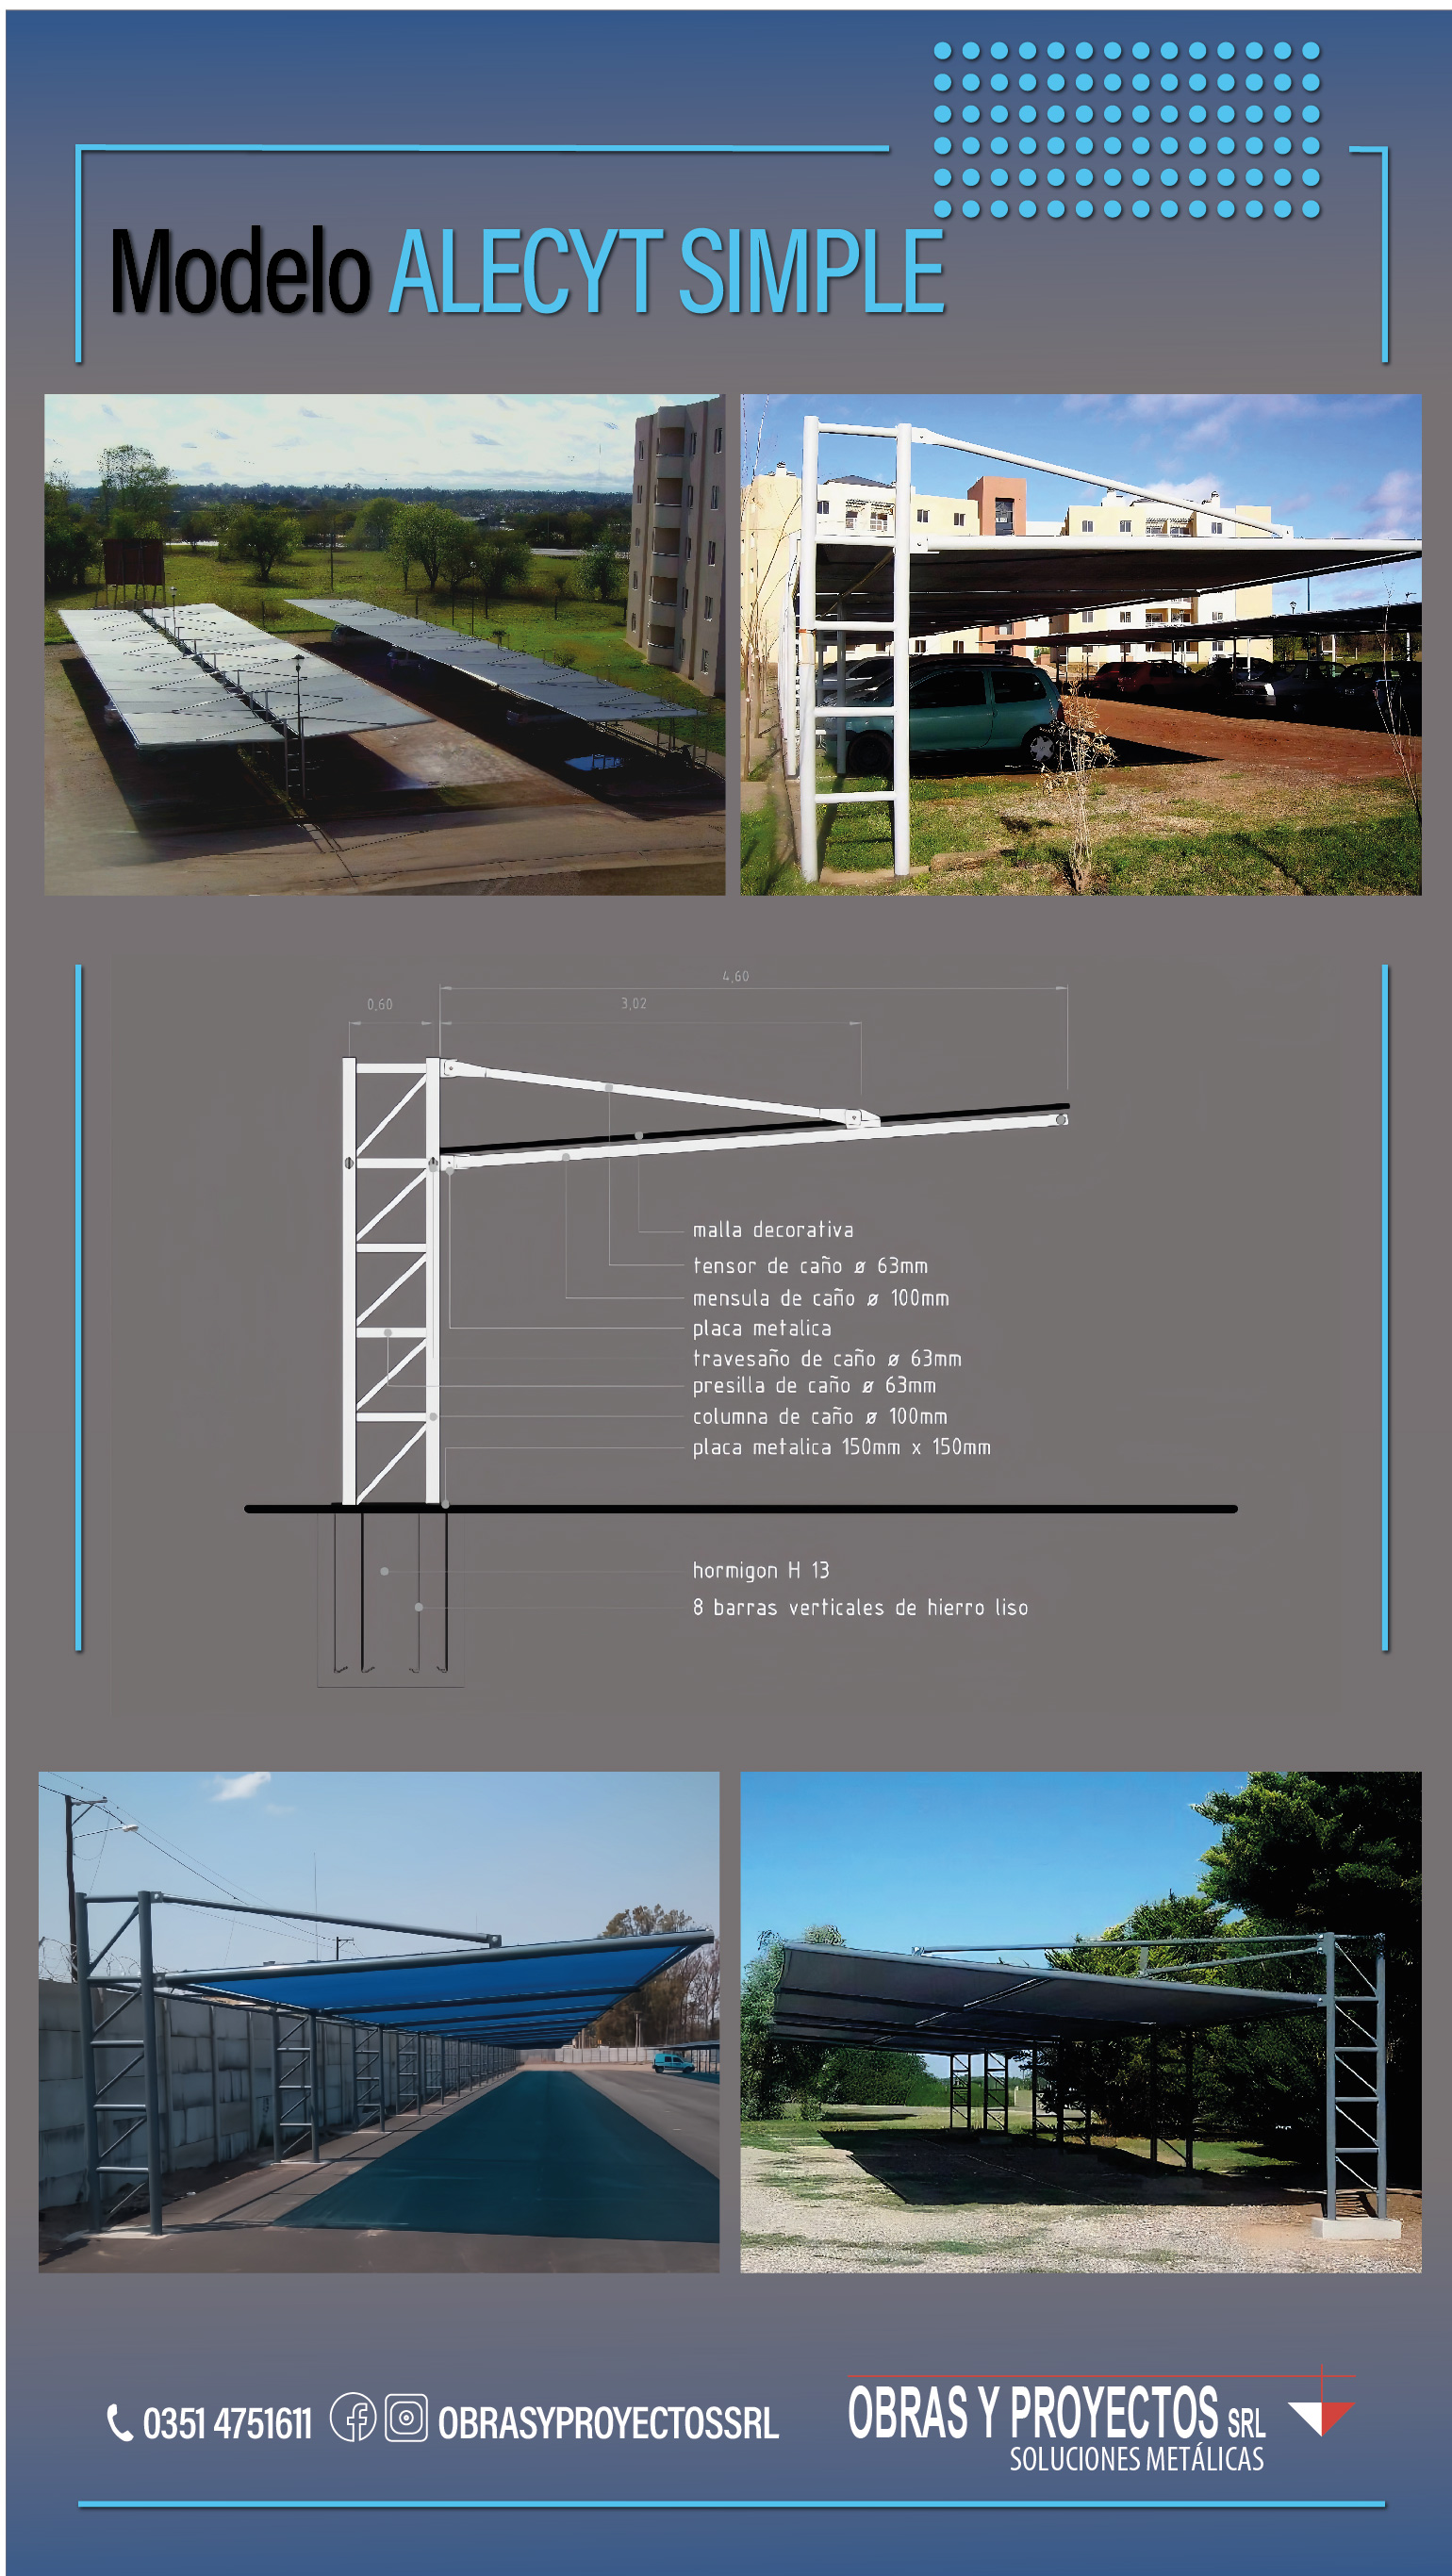 Modelo ALECYT SIMPLE
4,60
0,60
3,02
malla decorativa
tensor de caño ø 63mm
mensula de caño ø 100mm
placa metalica
travesaño de caño ø 63mm
presilla de caño ø 63mm
columna de caño ø 100mm
placa metalica 150mm x 150mm
hormigon H 13
8 barras verticales de hierro liso
0351 4751611 OBRASYPROYECTOSSRL
OBRAS Y PROYECTOS SRL
SOLUCIONES METÁLICAS